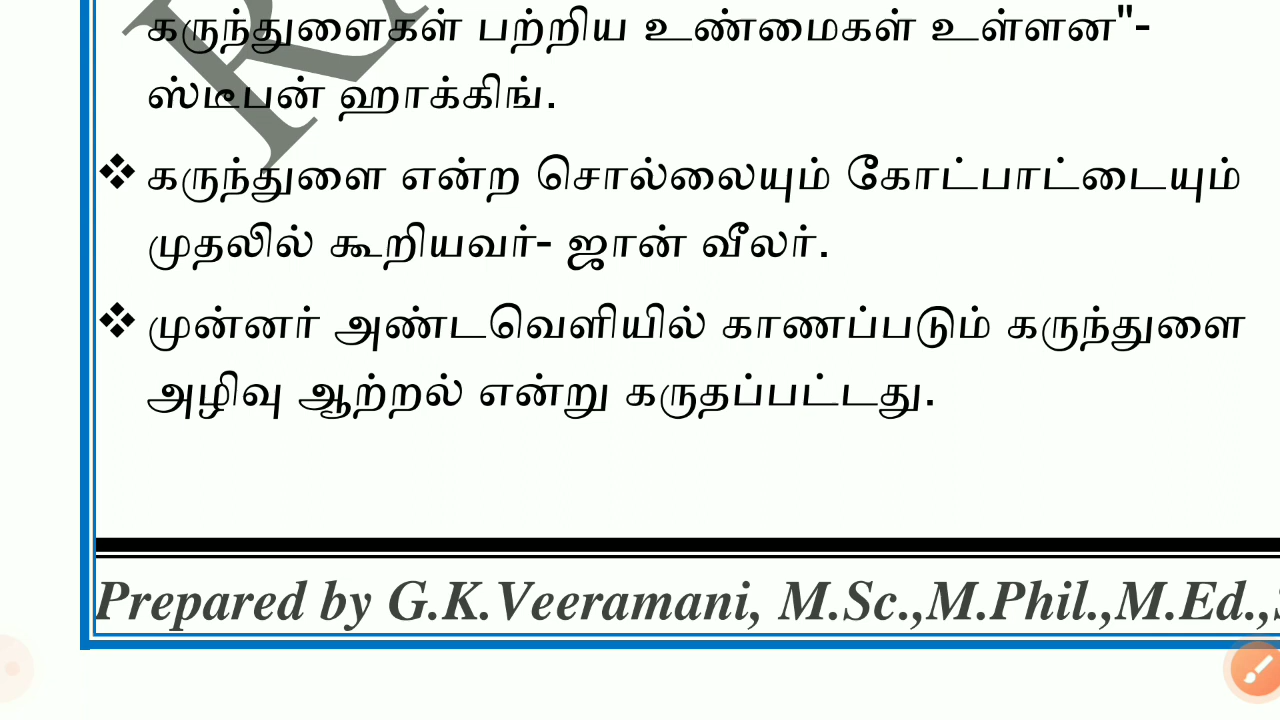 கருந்துளைகள் பற்றிய உண்மைகள் உள்ளன"-
ஸ்டீபன் ஹாக்கிங்.
❖ கருந்துளை என்ற சொல்லையும் கோட்பாட்டையும்
முதலில் கூறியவர்- ஜான் வீலர்.
❖ முன்னர் அண்டவெளியில் காணப்படும் கருந்துளை
அழிவு ஆற்றல் என்று கருதப்பட்டது.
Prepared by G.K.Veeramani, M.Sc.,M.Phil.,M.Ed.,